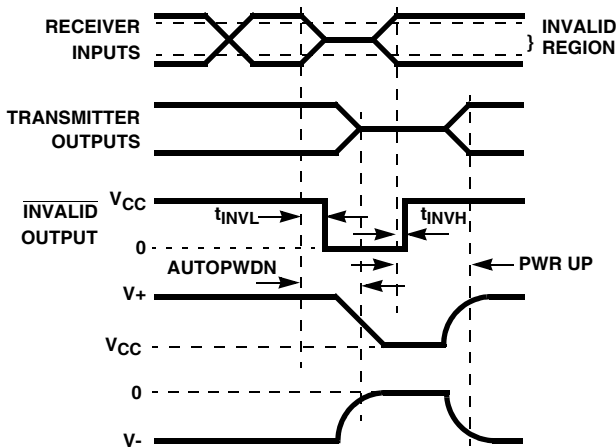 RECEIVER
INPUTS
} INVALID
REGION
TRANSMITTER
OUTPUTS
VCC
INVALID
OUTPUT
tINVL
tINVH
0
AUTOPWDN
PWR UP
V+
VCC
0
V-